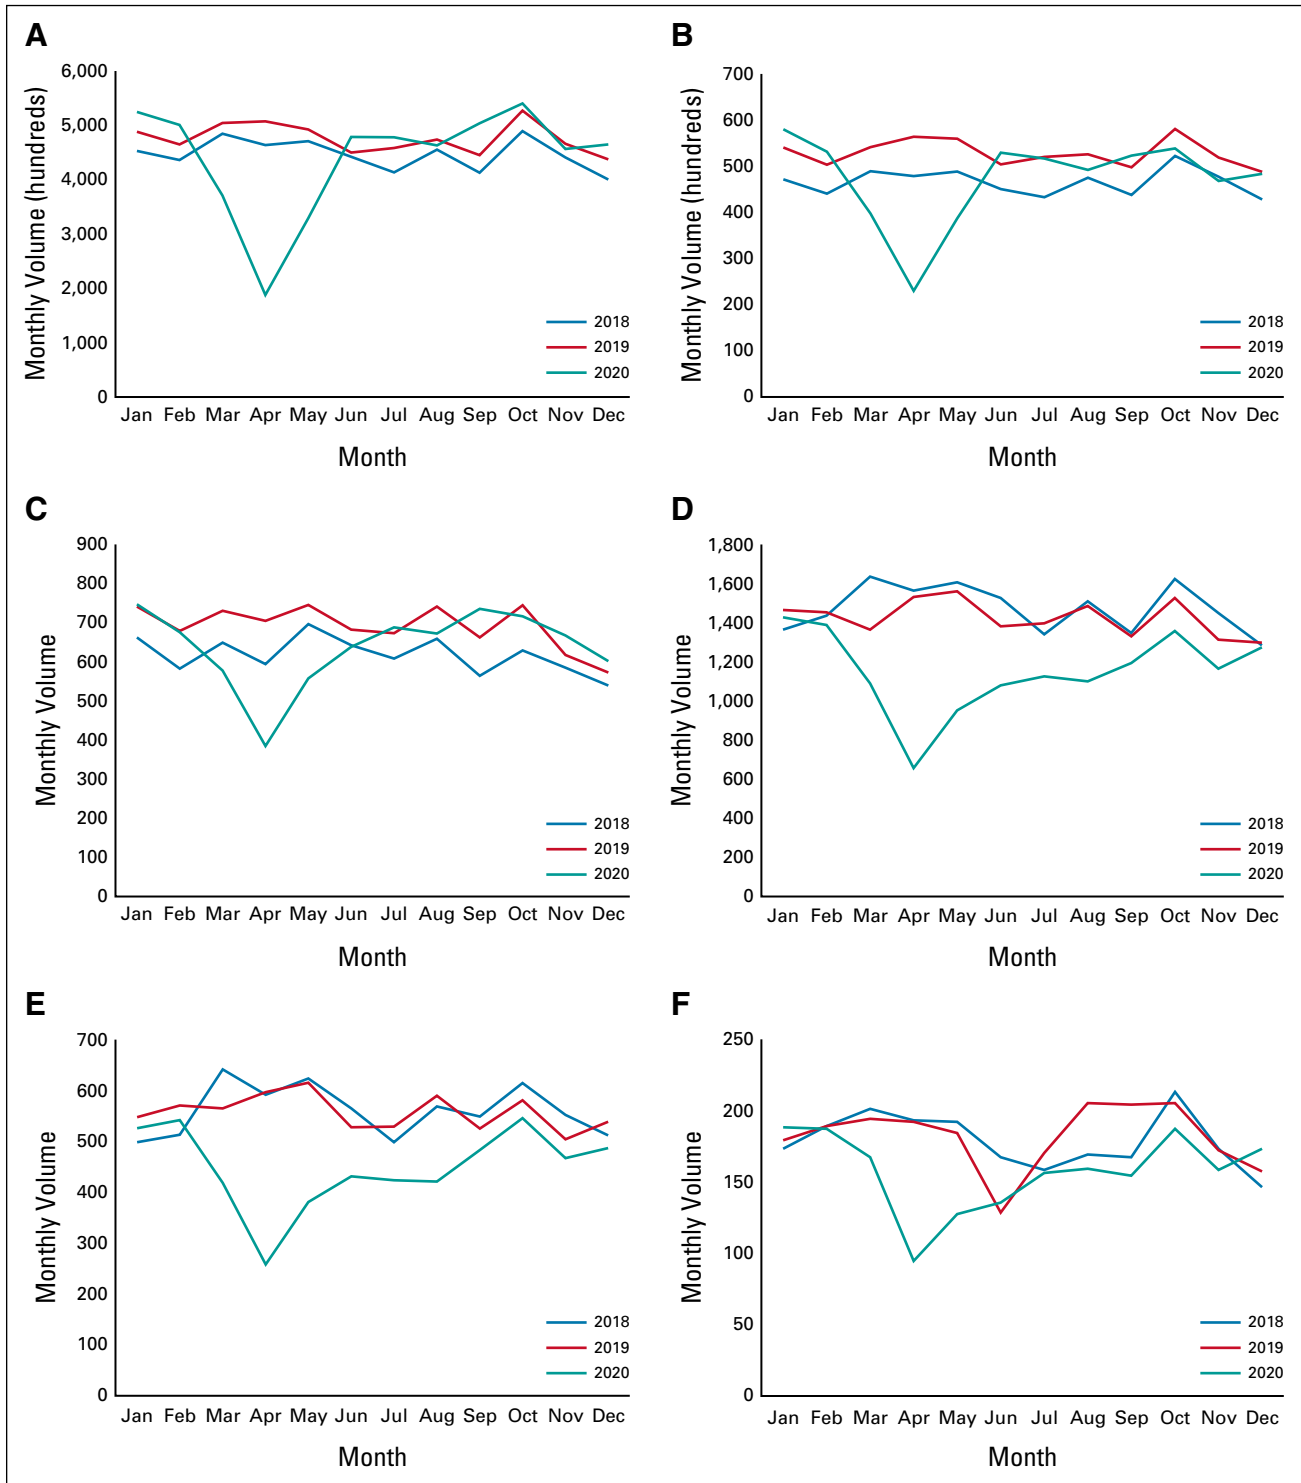 A
Monthly Volume (hundreds)
6,000
5,000
4,000
3,000
2,000
1,000
0
2018
2019
2020
Jan Feb Mar Apr May Jun Jul Aug Sep Oct Nov Dec
Month
B
Monthly Volume (hundreds)
700
600
500
400
300
200
100
0
2018
2019
2020
Jan Feb Mar Apr May Jun Jul Aug Sep Oct Nov Dec
Month
C
Monthly Volume
900
800
700
600
500
400
300
200
100
0
2018
2019
2020
Jan Feb Mar Apr May Jun Jul Aug Sep Oct Nov Dec
Month
D
Monthly Volume
1,800
1,600
1,400
1,200
1,000
800
600
400
200
0
2018
2019
2020
Jan Feb Mar Apr May Jun Jul Aug Sep Oct Nov Dec
Month
E
Monthly Volume
700
600
500
400
300
200
100
0
2018
2019
2020
Jan Feb Mar Apr May Jun Jul Aug Sep Oct Nov Dec
Month
F
Monthly Volume
250
200
150
100
50
0
2018
2019
2020
Jan Feb Mar Apr May Jun Jul Aug Sep Oct Nov Dec
Month